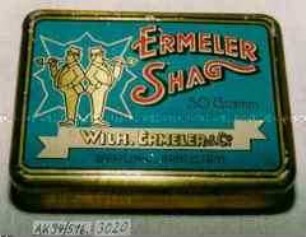 ERMELER
SHAG
50 Gramm
WILH. ERMELER & Co
AK 94/516. 3020